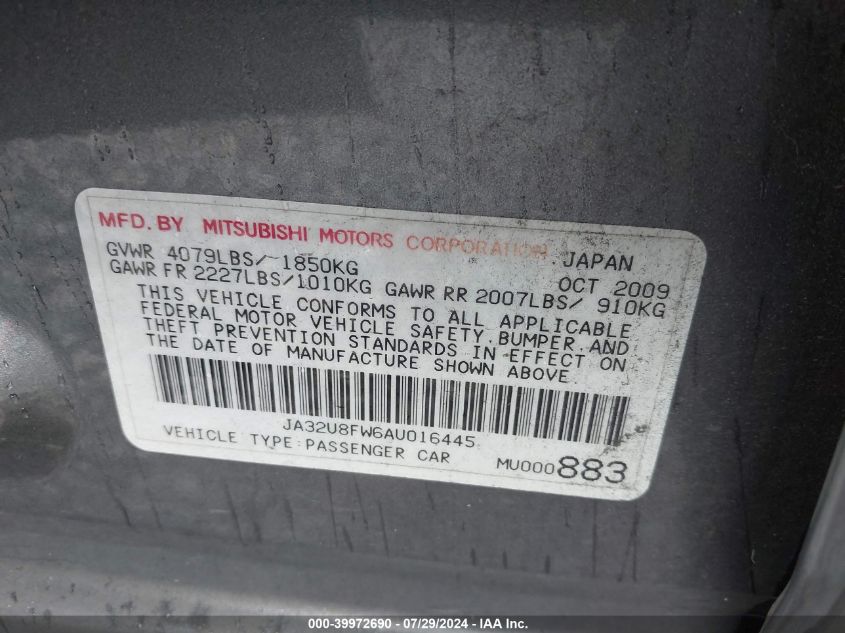 MFD. BY MITSUBISHI MOTORS CORPORATION JAPAN
GVWR 4079LBS/ 1850KG OCT 2009
GAWR FR 2227LBS/1010KG GAWR RR 2007LBS/ 910KG
THIS VEHICLE CONFORMS TO ALL APPLICABLE
FEDERAL MOTOR VEHICLE SAFETY, BUMPER, AND
THEFT PREVENTION STANDARDS IN EFFECT ON
THE DATE OF MANUFACTURE SHOWN ABOVE.
JA32U8FW6AU016445
VEHICLE TYPE:PASSENGER CAR MU000883
000-39972690 - 07/29/2024 - IAA Inc.